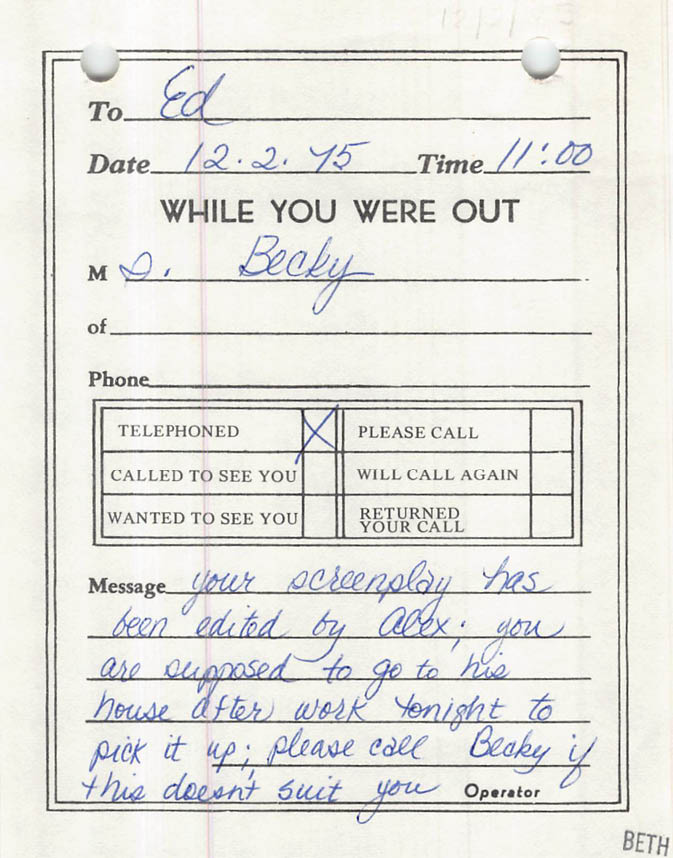 To Ed
Date 12.2.75 Time 11:00
WHILE YOU WERE OUT
M s. Becky
of
Phone
TELEPHONED X PLEASE CALL
CALLED TO SEE YOU WILL CALL AGAIN
WANTED TO SEE YOU RETURNED YOUR CALL
Message your screenplay has
been edited by Alex; you
are supposed to go to his
house after work tonight to
pick it up; please call Becky if
this doesn't suit you Operator
BETH